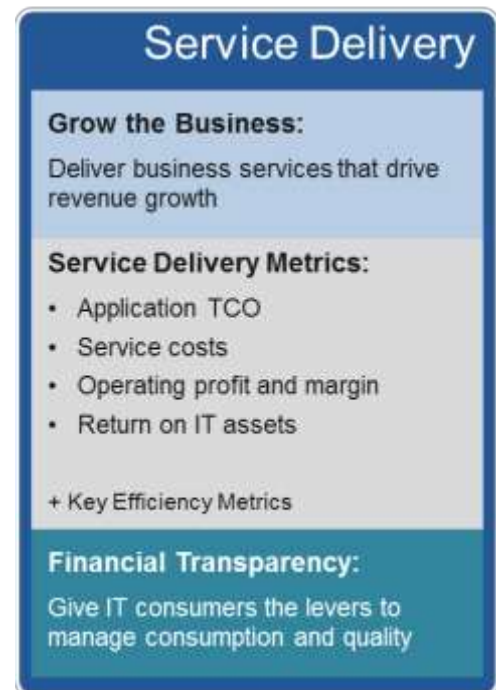 Service Delivery
Grow the Business:
Deliver business services that drive
revenue growth
Service Delivery Metrics:
• Application TCO
• Service costs
• Operating profit and margin
• Return on IT assets
+ Key Efficiency Metrics
Financial Transparency:
Give IT consumers the levers to
manage consumption and quality